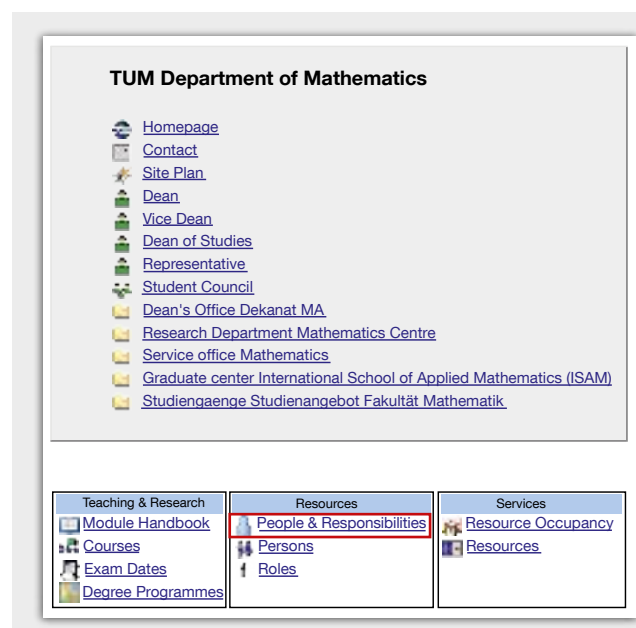 TUM Department of Mathematics
Homepage
Contact
Site Plan
Dean
Vice Dean
Dean of Studies
Representative
Student Council
Dean's Office Dekanat MA
Research Department Mathematics Centre
Service office Mathematics
Graduate center International School of Applied Mathematics (ISAM)
Studiengaenge Studienangebot Fakultät Mathematik
Teaching & Research
Module Handbook
Courses
Exam Dates
Degree Programmes
Resources
People & Responsibilities
Persons
Roles
Services
Resource Occupancy
Resources